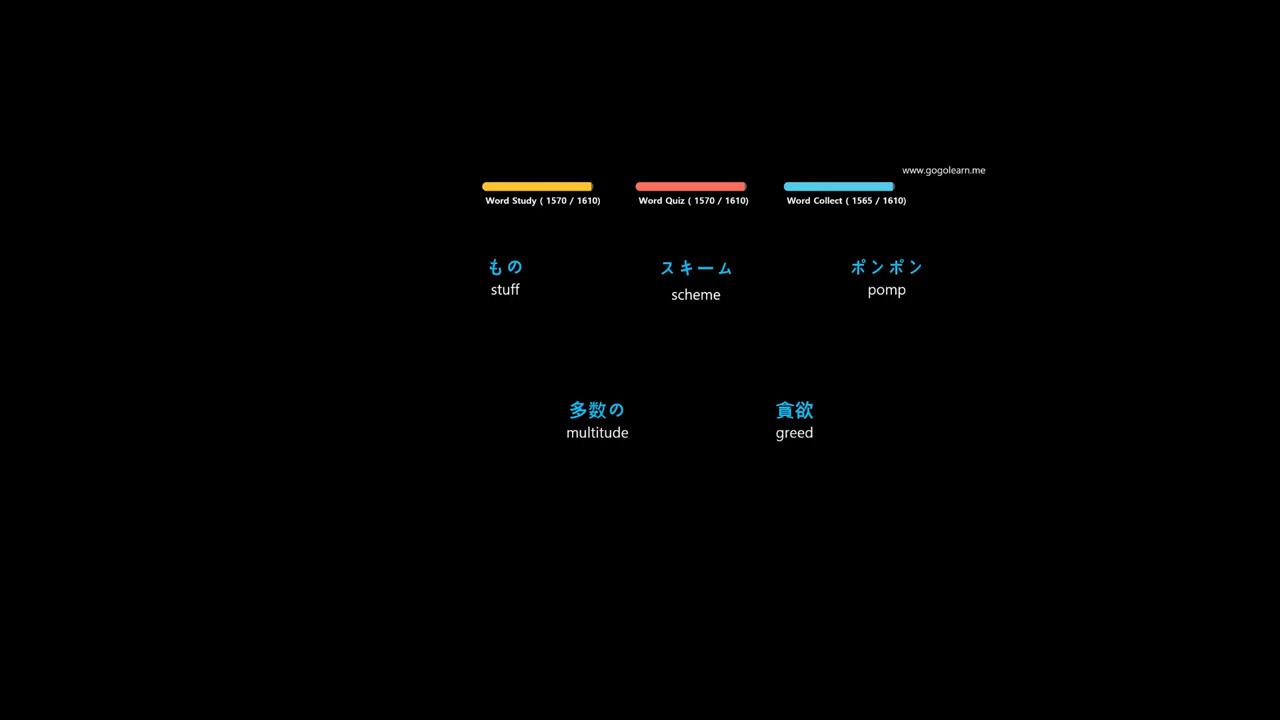 www.gogolearn.me
Word Study ( 1570 / 1610)
Word Quiz ( 1570 / 1610)
Word Collect ( 1565 / 1610)
もの
stuff
スキーム
scheme
ポンポン
pomp
多数の
multitude
貪欲
greed